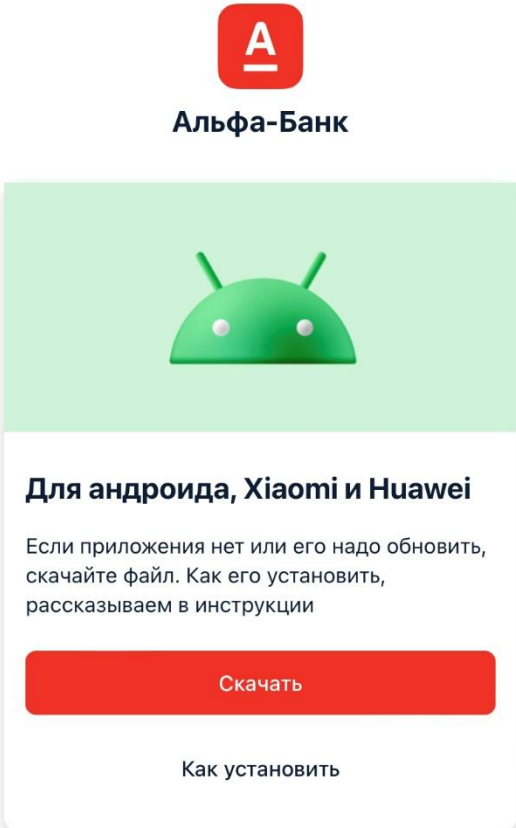 А
Альфа-Банк
Для андроида, Xiaomi и Huawei
Если приложения нет или его надо обновить,
скачайте файл. Как его установить,
рассказываем в инструкции
Скачать
Как установить